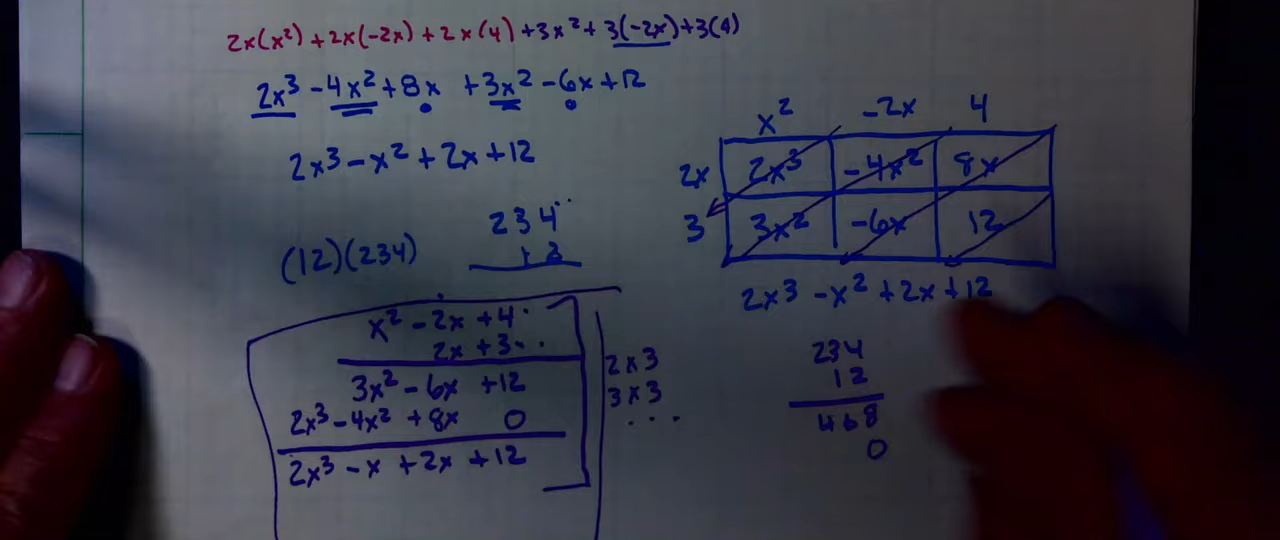 2x(x²) + 2x(-2x) + 2x(4) + 3x² + 3(-2x) + 3(4)
2x³ - 4x² + 8x + 3x² - 6x + 12
2x³ - x² + 2x + 12
x² -2x 4
2x 2x³ -4x² 8x
3 3x² -6x 12
2x³ - x² + 2x + 12
(12)(234)
234
12
x² - 2x + 4
2x + 3
3x² - 6x + 12
2x³ - 4x² + 8x 0
2x³ - x + 2x + 12
2x3
3x3
...
234
12
468
0